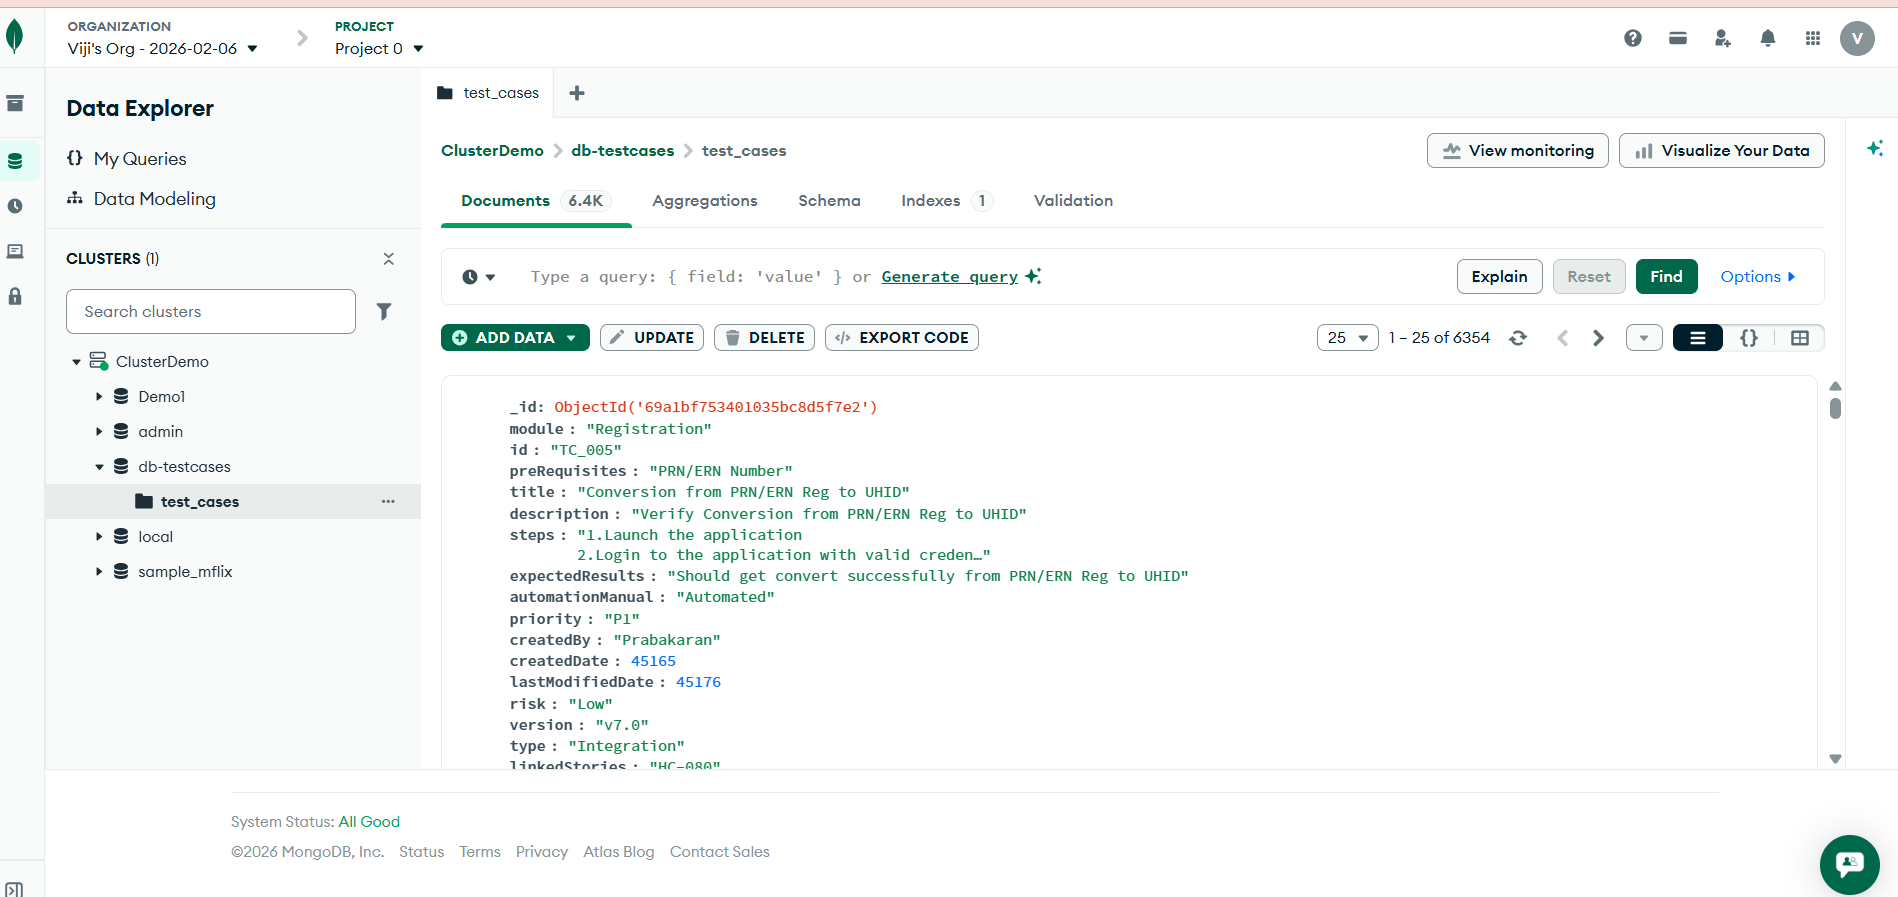 ORGANIZATION
Viji's Org - 2026-02-06
PROJECT
Project 0
V
Data Explorer
{} My Queries
Data Modeling
CLUSTERS (1)
Search clusters
ClusterDemo
Demo1
admin
db-testcases
test_cases
local
sample_mflix
test_cases
ClusterDemo > db-testcases > test_cases
View monitoring
Visualize Your Data
Documents 6.4K Aggregations Schema Indexes 1 Validation
Type a query: { field: 'value' } or Generate query
Explain Reset Find Options
ADD DATA UPDATE DELETE EXPORT CODE
25 1 – 25 of 6354 {}
_id: ObjectId('69a1bf753401035bc8d5f7e2')
module : "Registration"
id : "TC_005"
preRequisites : "PRN/ERN Number"
title : "Conversion from PRN/ERN Reg to UHID"
description : "Verify Conversion from PRN/ERN Reg to UHID"
steps : "1.Launch the application
2.Login to the application with valid creden…"
expectedResults : "Should get convert successfully from PRN/ERN Reg to UHID"
automationManual : "Automated"
priority : "P1"
createdBy : "Prabakaran"
createdDate : 45165
lastModifiedDate : 45176
risk : "Low"
version : "v7.0"
type : "Integration"
linkedStories : "HC-080"
System Status: All Good
©2026 MongoDB, Inc. Status Terms Privacy Atlas Blog Contact Sales